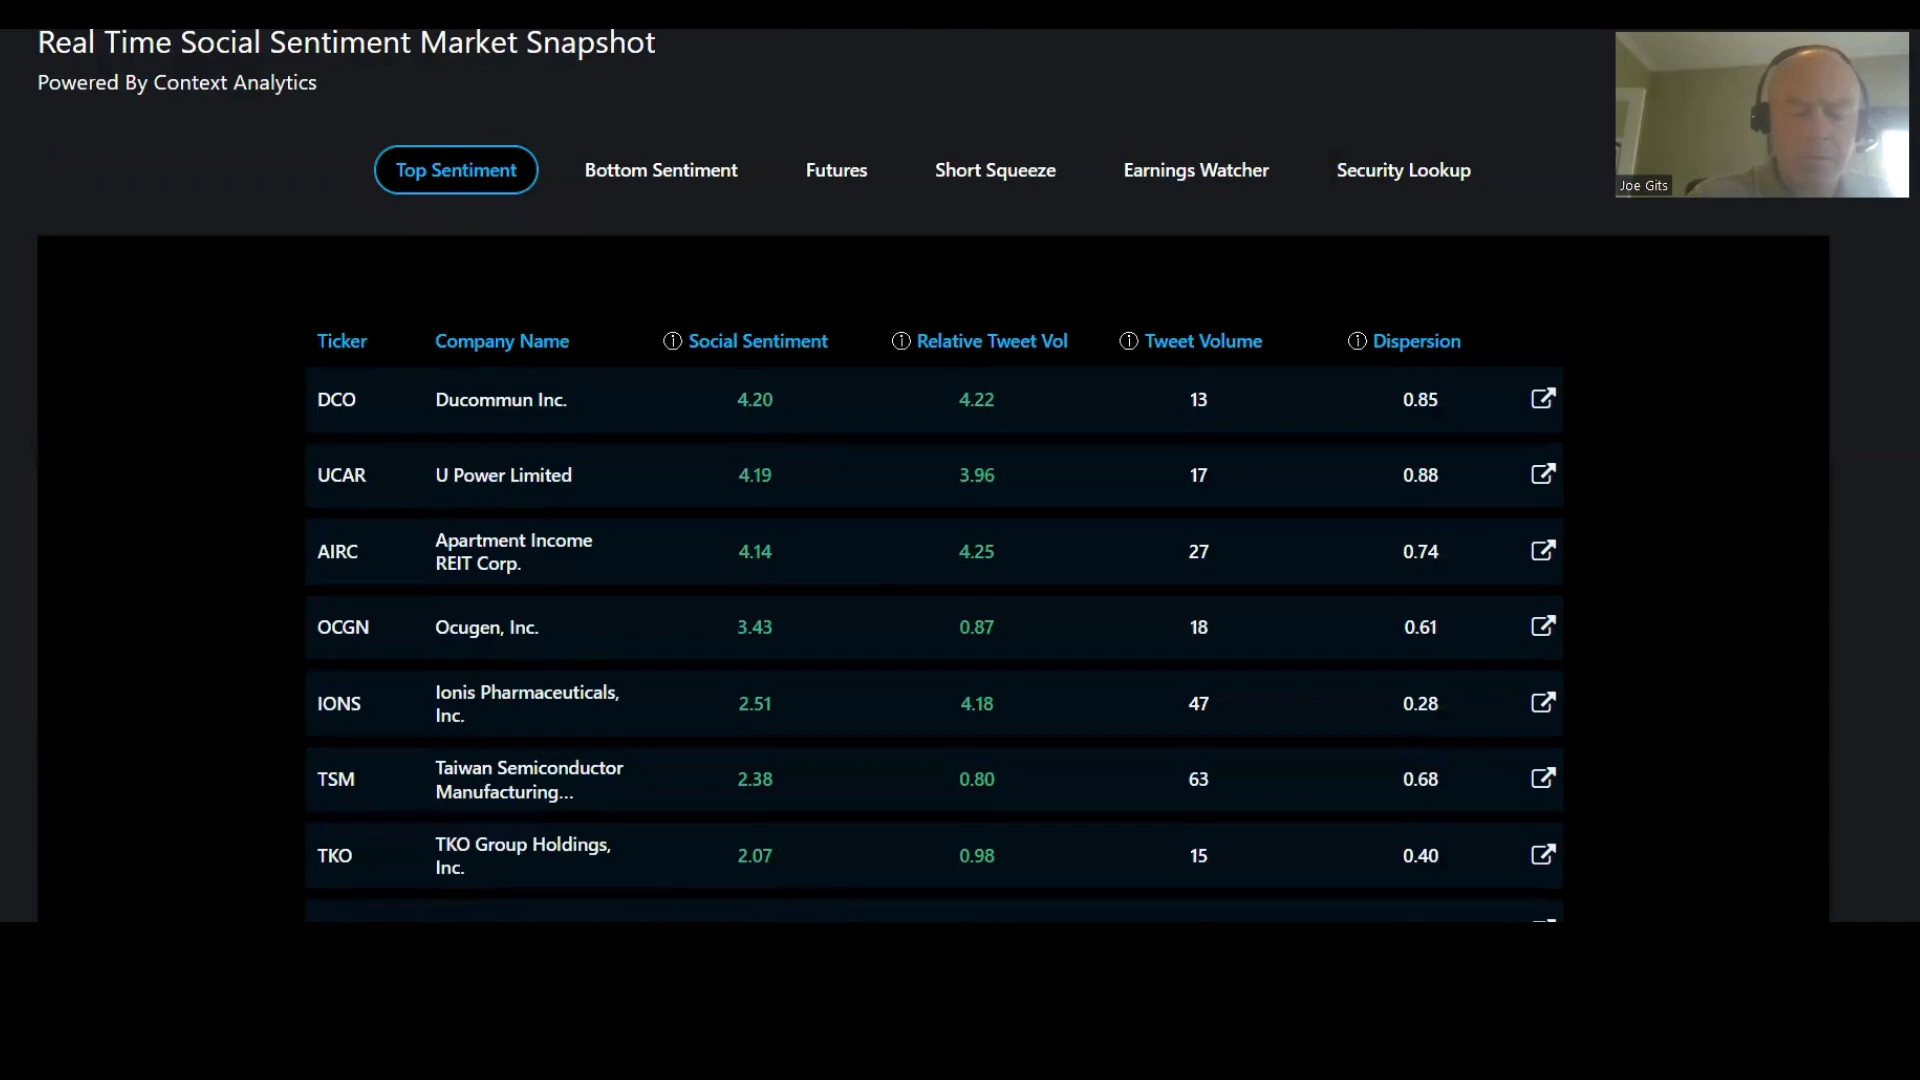 Real Time Social Sentiment Market Snapshot
Powered By Context Analytics
Joe Gits
Top Sentiment Bottom Sentiment Futures Short Squeeze Earnings Watcher Security Lookup
Ticker Company Name Social Sentiment Relative Tweet Vol Tweet Volume Dispersion
DCO Ducommun Inc. 4.20 4.22 13 0.85
UCAR U Power Limited 4.19 3.96 17 0.88
AIRC Apartment Income REIT Corp. 4.14 4.25 27 0.74
OCGN Ocugen, Inc. 3.43 0.87 18 0.61
IONS Ionis Pharmaceuticals, Inc. 2.51 4.18 47 0.28
TSM Taiwan Semiconductor Manufacturing... 2.38 0.80 63 0.68
TKO TKO Group Holdings, Inc. 2.07 0.98 15 0.40